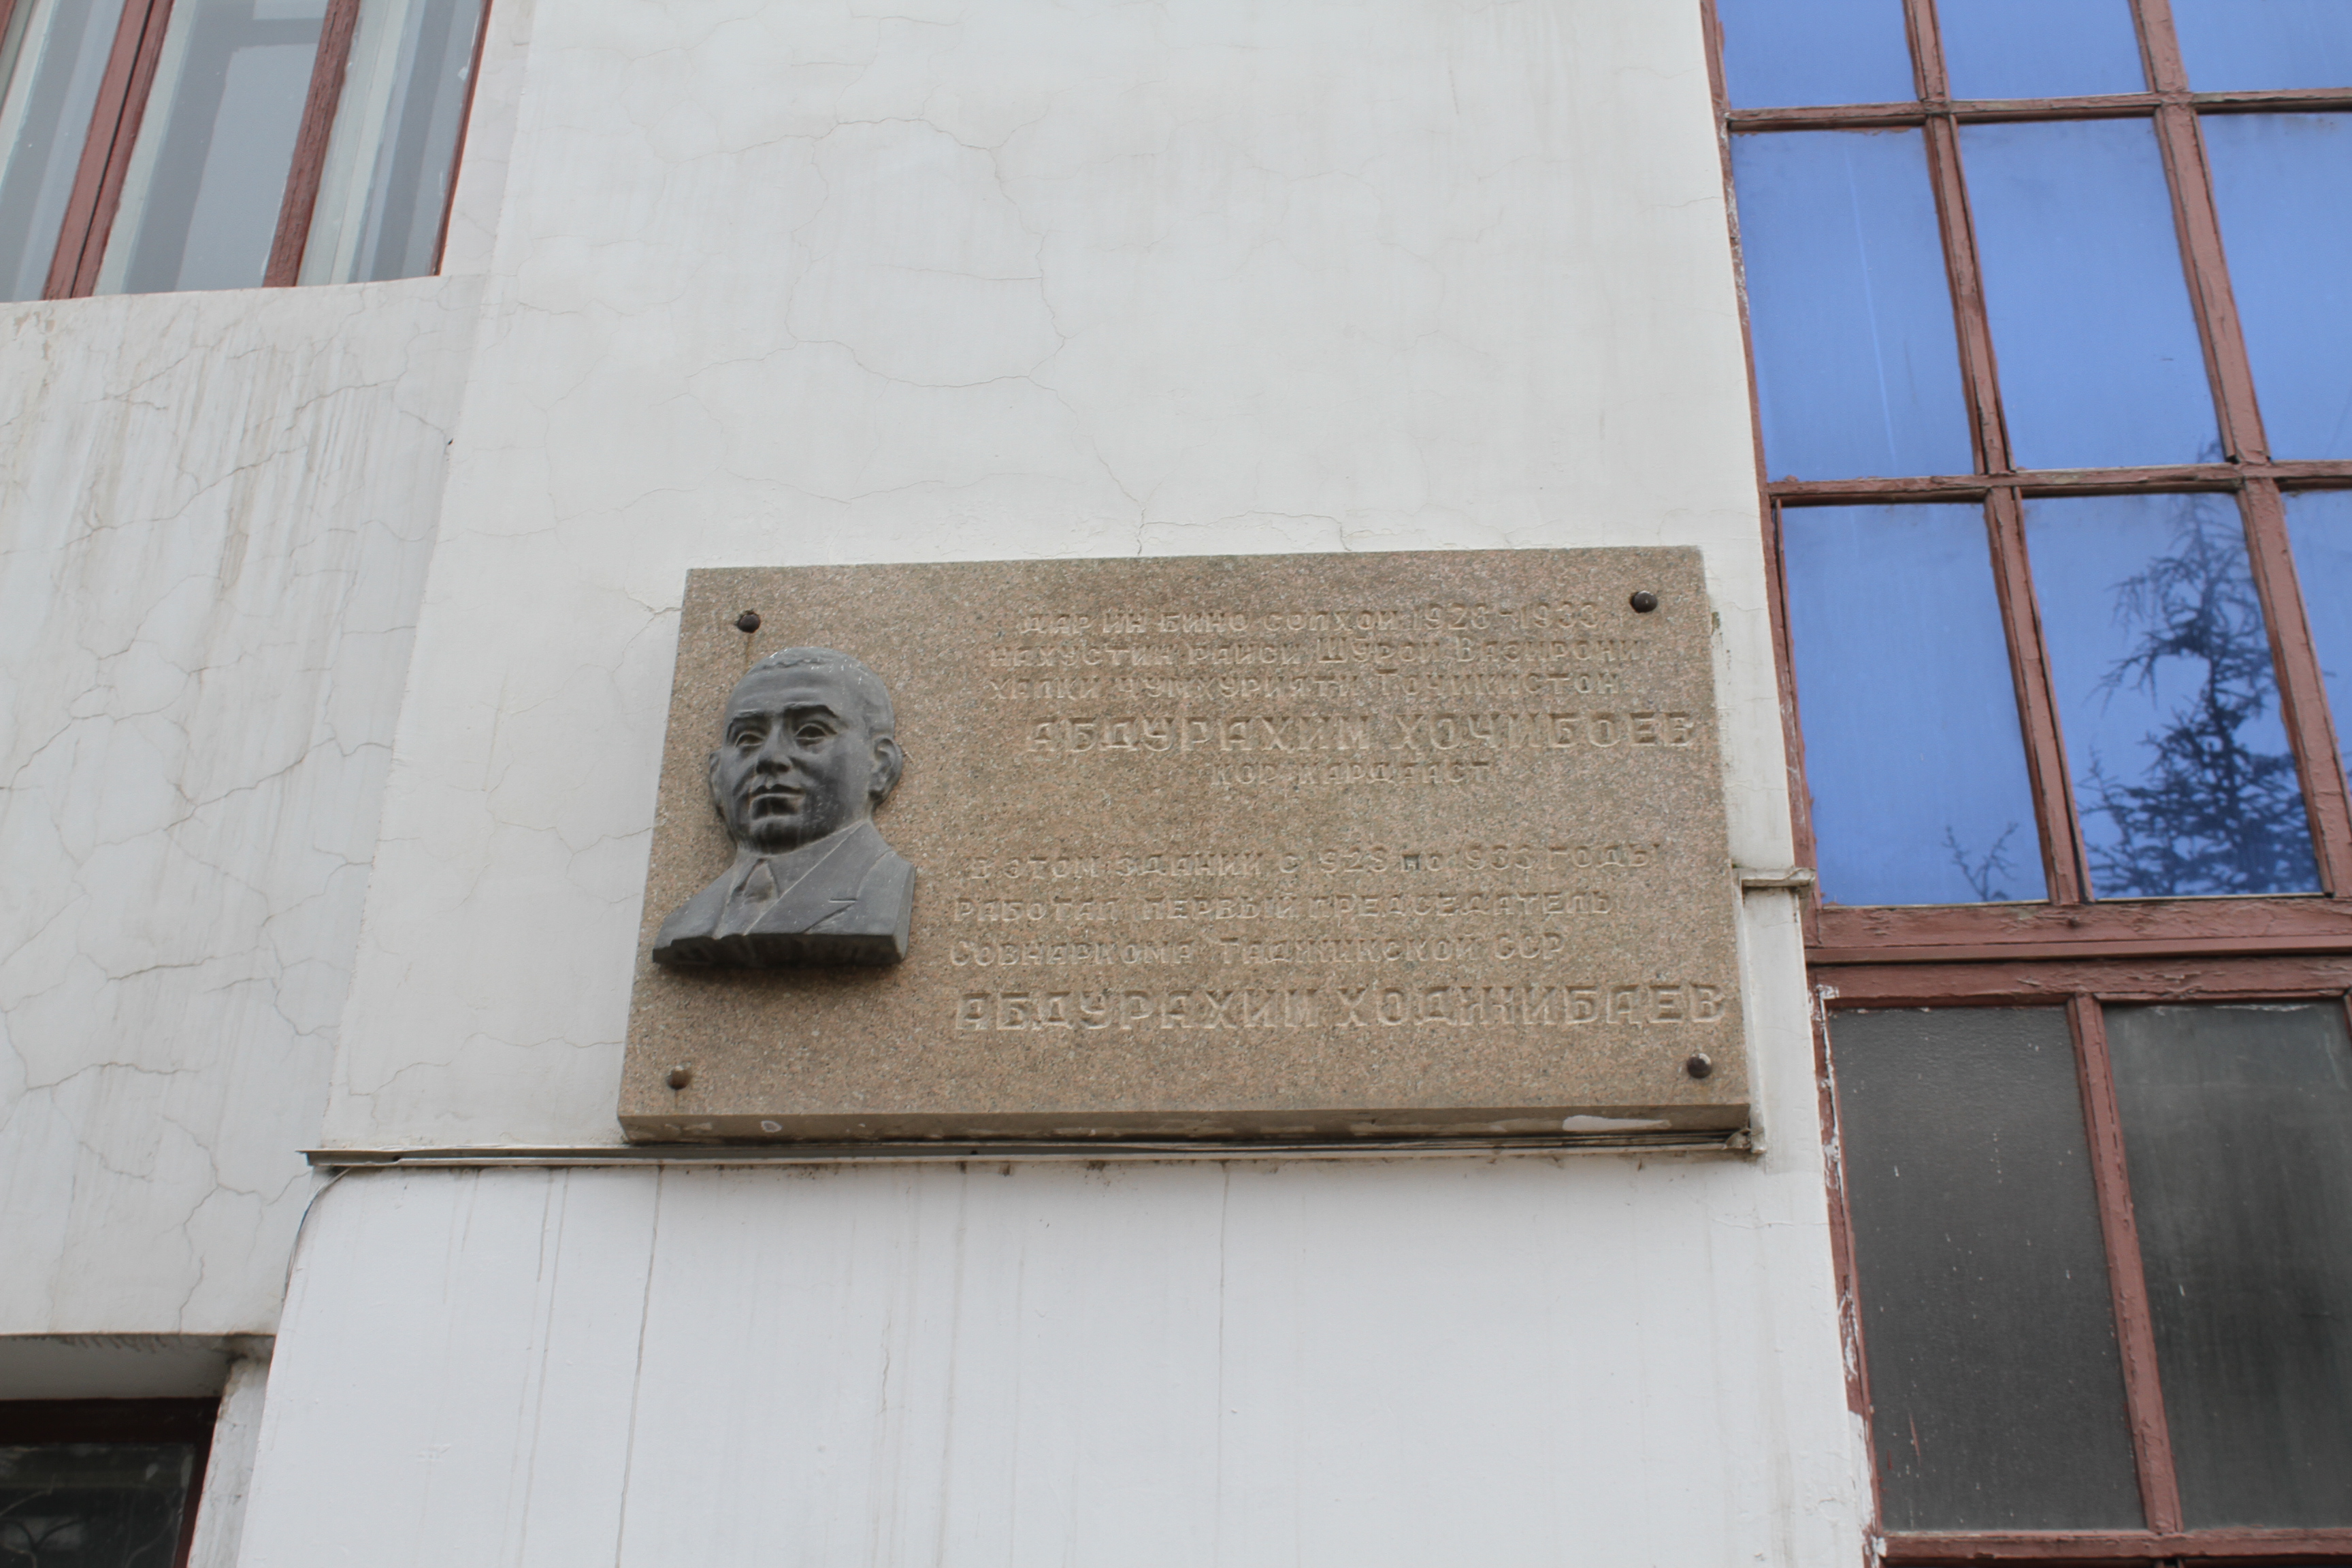 Дар ин бино солҳои 1928-1933
нахустин раиси Шӯрои Вазирони
халқи Ҷумҳурияти Тоҷикистон
АБДУРАҲИМ ХОҶИБОЕВ
кор кардааст
В этом здании с 1928 по 1933 годы
работал первый председатель
Совнаркома Таджикской ССР
АБДУРАХИМ ХОДЖИБАЕВ